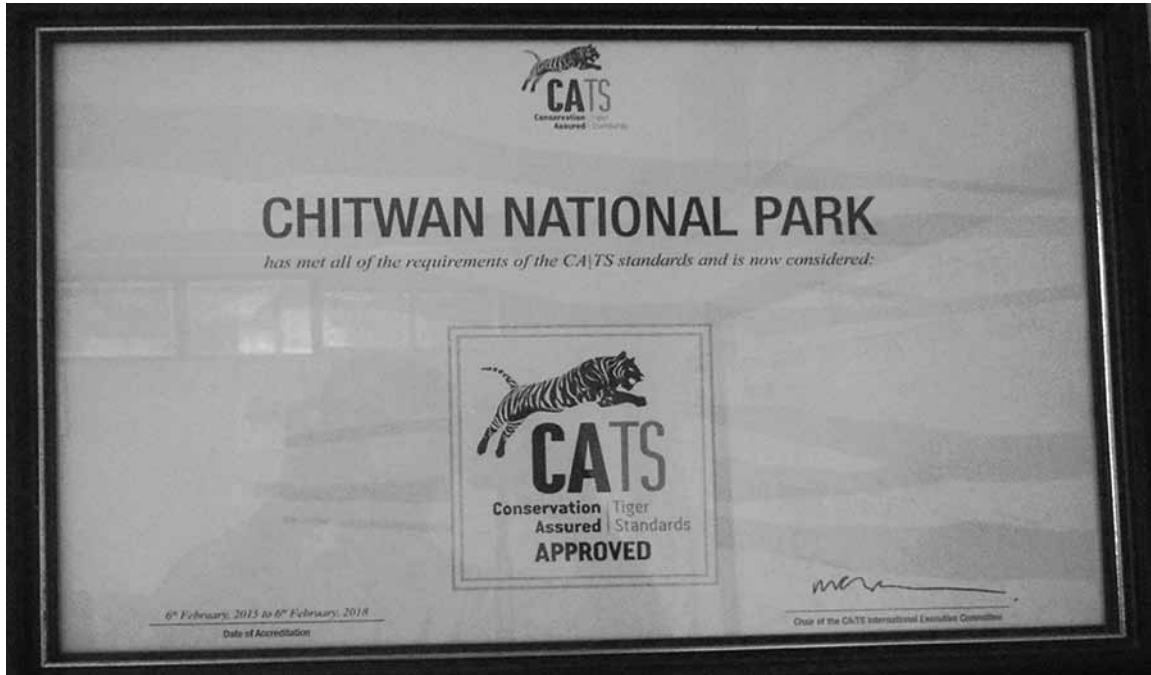 CATS
Conservation Tiger
Assured Standards
CHITWAN NATIONAL PARK
has met all of the requirements of the CA|TS standards and is now considered:
CATS
Conservation Tiger
Assured Standards
APPROVED
6th February, 2015 to 6th February, 2018
Date of Accreditation
Chair of the CA|TS International Executive Committee